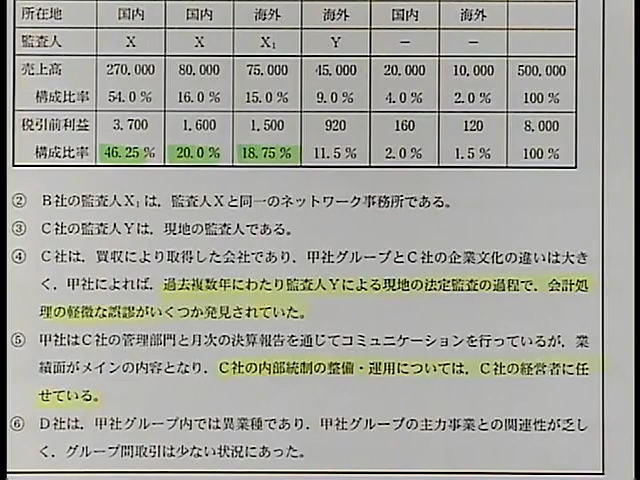 所在地 国内 国内 海外 海外 国内 海外
監査人 X X X₁ Y － －
売上高 270,000 80,000 75,000 45,000 20,000 10,000 500,000
構成比率 54.0％ 16.0％ 15.0％ 9.0％ 4.0％ 2.0％ 100％
税引前利益 3,700 1,600 1,500 920 160 120 8,000
構成比率 46.25％ 20.0％ 18.75％ 11.5％ 2.0％ 1.5％ 100％
② B社の監査人X₁は，監査人Xと同一のネットワーク事務所である。
③ C社の監査人Yは，現地の監査人である。
④ C社は，買収により取得した会社であり，甲社グループとC社の企業文化の違いは大き
く，甲社によれば，過去複数年にわたり監査人Yによる現地の法定監査の過程で，会計処
理の軽微な誤謬がいくつか発見されていた。
⑤ 甲社はC社の管理部門と月次の決算報告を通じてコミュニケーションを行っているが，業
績面がメインの内容となり，C社の内部統制の整備・運用については，C社の経営者に任
せている。
⑥ D社は，甲社グループ内では異業種であり，甲社グループの主力事業との関連性が乏し
く，グループ間取引は少ない状況にあった。